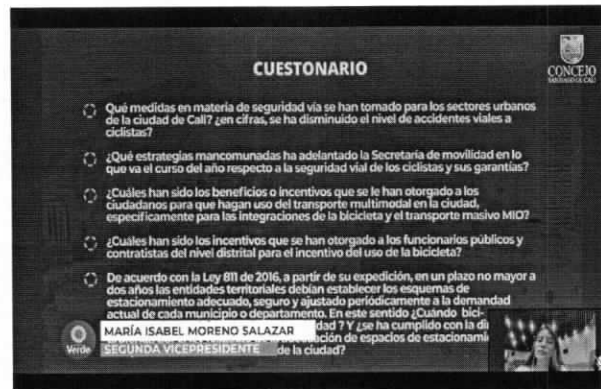 CUESTONARIO
CONCEJO
SANTIAGO DE CALI
Qué medidas en materia de seguridad vía se han tomado para los sectores urbanos
de la ciudad de Cali? ¿en cifras, se ha disminuido el nivel de accidentes viales a
ciclistas?
¿Qué estrategias mancomunadas ha adelantado la Secretaría de movilidad en lo
que va el curso del año respecto a la seguridad vial de los ciclistas y sus garantías?
¿Cuáles han sido los beneficios o incentivos que se le han otorgado a los
ciudadanos para que hagan uso del transporte multimodal en la ciudad,
específicamente para las integraciones de la bicicleta y el transporte masivo MIO?
¿Cuáles han sido los incentivos que se han otorgado a los funcionarios públicos y
contratistas del nivel distrital para el incentivo del uso de la bicicleta?
De acuerdo con la Ley 811 de 2016, a partir de su expedición, en un plazo no mayor a
dos años las entidades territoriales debían establecer los esquemas de
estacionamiento adecuado, seguro y ajustado periódicamente a la demanda
actual de cada municipio o departamento. En este sentido ¿Cuándo bici-
dad ? Y ¿se ha cumplido con la
de espacios de
de la ciudad?
Verde
MARÍA ISABEL MORENO SALAZAR
SEGUNDA VICEPRESIDENTE